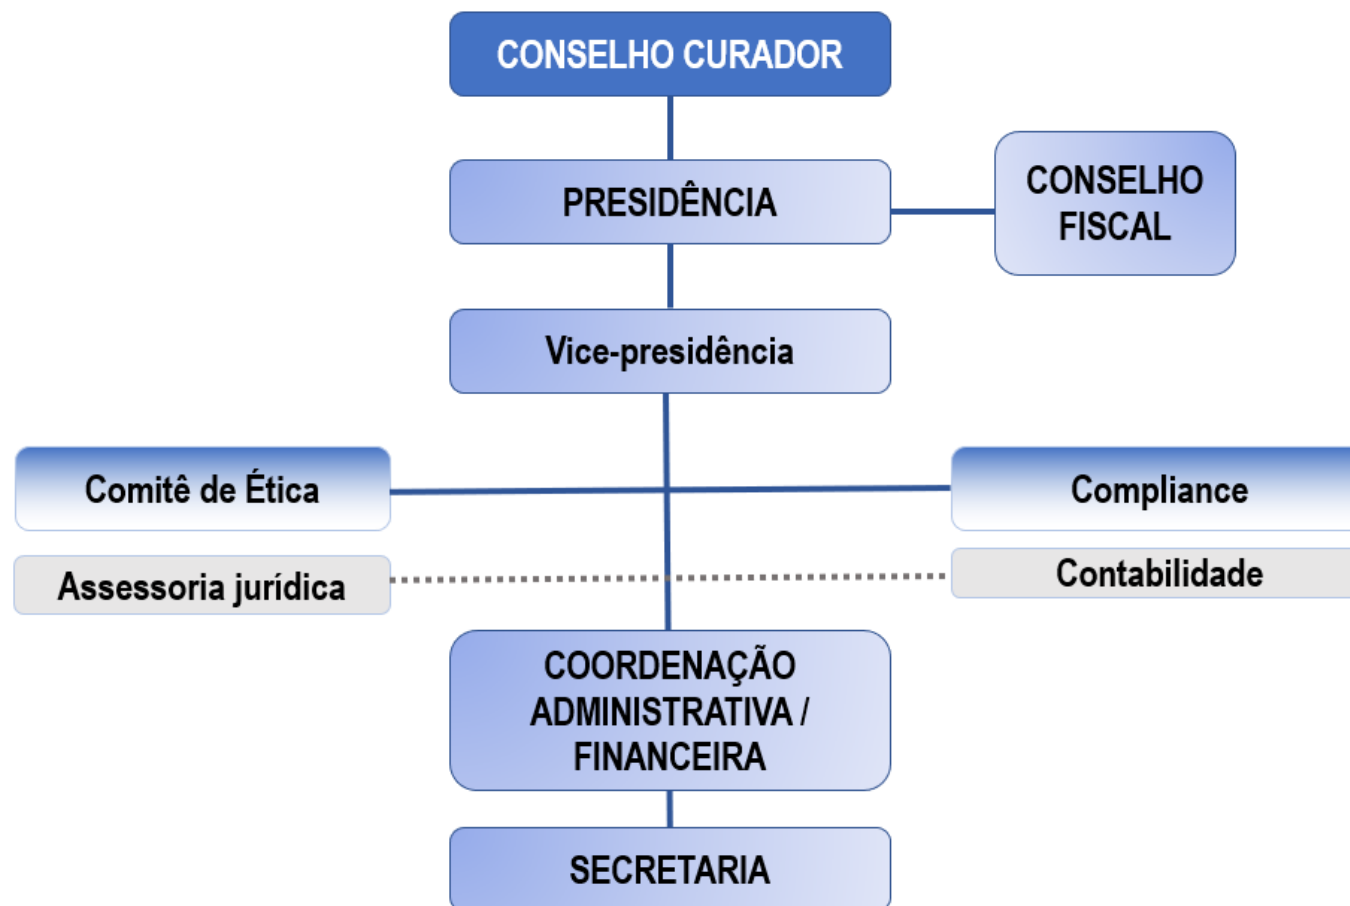 CONSELHO CURADOR
PRESIDÊNCIA
CONSELHO
FISCAL
Vice-presidência
Comitê de Ética
Compliance
Assessoria jurídica
Contabilidade
COORDENAÇÃO
ADMINISTRATIVA /
FINANCEIRA
SECRETARIA